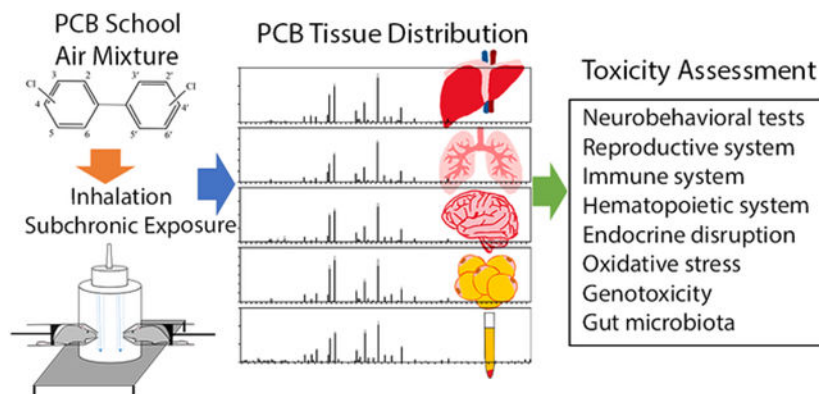 PCB School
Air Mixture
Cl
3
2
3'
2'
Cl
4
4'
5
6
5'
6'
Inhalation
Subchronic Exposure
PCB Tissue Distribution
Toxicity Assessment
Neurobehavioral tests
Reproductive system
Immune system
Hematopoietic system
Endocrine disruption
Oxidative stress
Genotoxicity
Gut microbiota